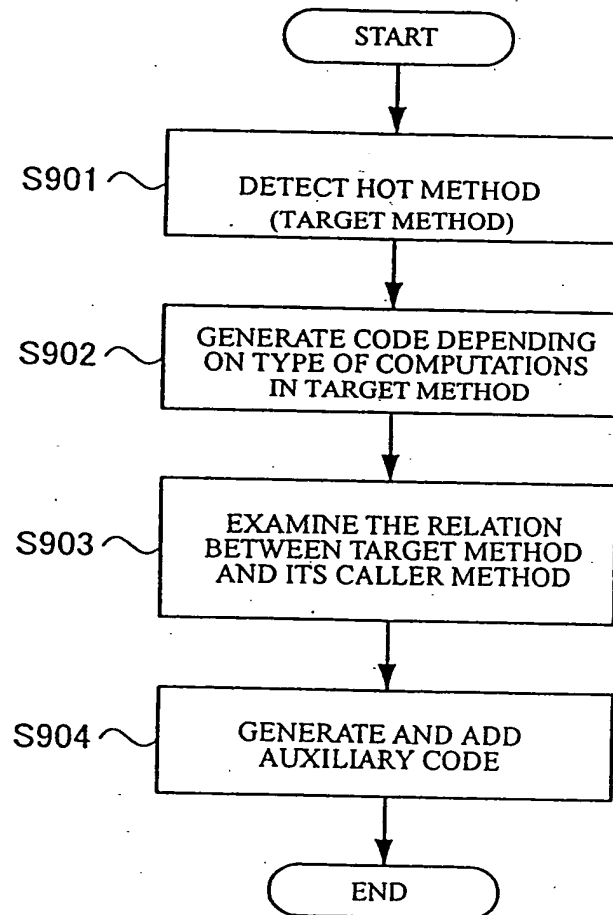 START
S901
DETECT HOT METHOD
(TARGET METHOD)
S902
GENERATE CODE DEPENDING
ON TYPE OF COMPUTATIONS
IN TARGET METHOD
S903
EXAMINE THE RELATION
BETWEEN TARGET METHOD
AND ITS CALLER METHOD
S904
GENERATE AND ADD
AUXILIARY CODE
END